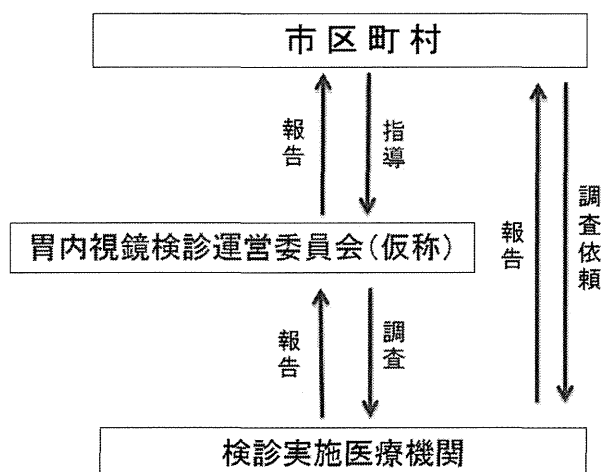 市区町村
報告
指導
胃内視鏡検診運営委員会(仮称)
報告
調査依頼
報告
調査
検診実施医療機関